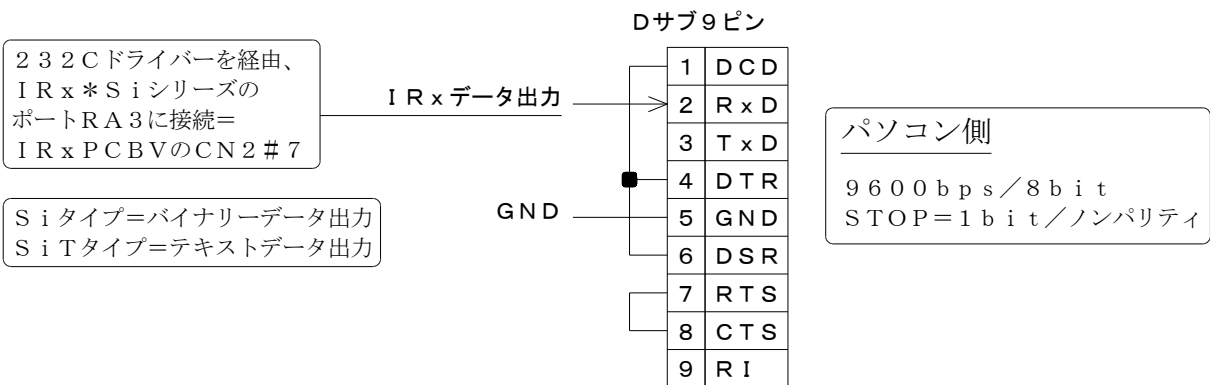 Dサブ9ピン
232Cドライバーを経由、
IRx*Siシリーズの
ポートRA3に接続=
IRxPCBVのCN2#7
Siタイプ=バイナリーデータ出力
SiTタイプ=テキストデータ出力
IRxデータ出力
GND
1 DCD
2 RxD
3 TxD
4 DTR
5 GND
6 DSR
7 RTS
8 CTS
9 RI
パソコン側
9600bps/8bit
STOP=1bit/ノンパリティ